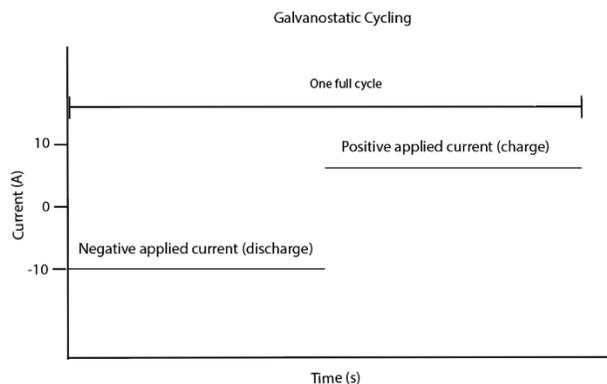 Galvanostatic Cycling
One full cycle
10
Positive applied current (charge)
Current (A)
0
Negative applied current (discharge)
-10
Time (s)